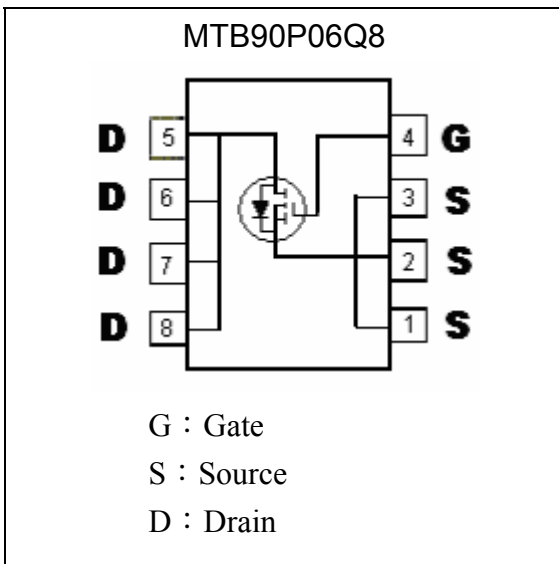 MTB90P06Q8
D 5 4 G
D 6 3 S
D 7 2 S
D 8 1 S
G：Gate
S：Source
D：Drain